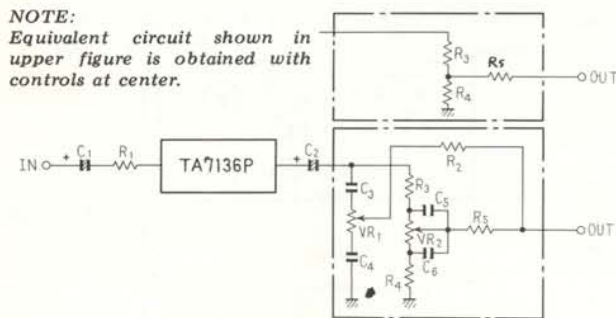 NOTE:
Equivalent circuit shown in
upper figure is obtained with
controls at center.
R3
R5
OUT
R4
C1
R1
C2
IN
+
TA7136P
+
R2
C3
R3
C5
VR1
VR2
R5
OUT
C4
C6
R4